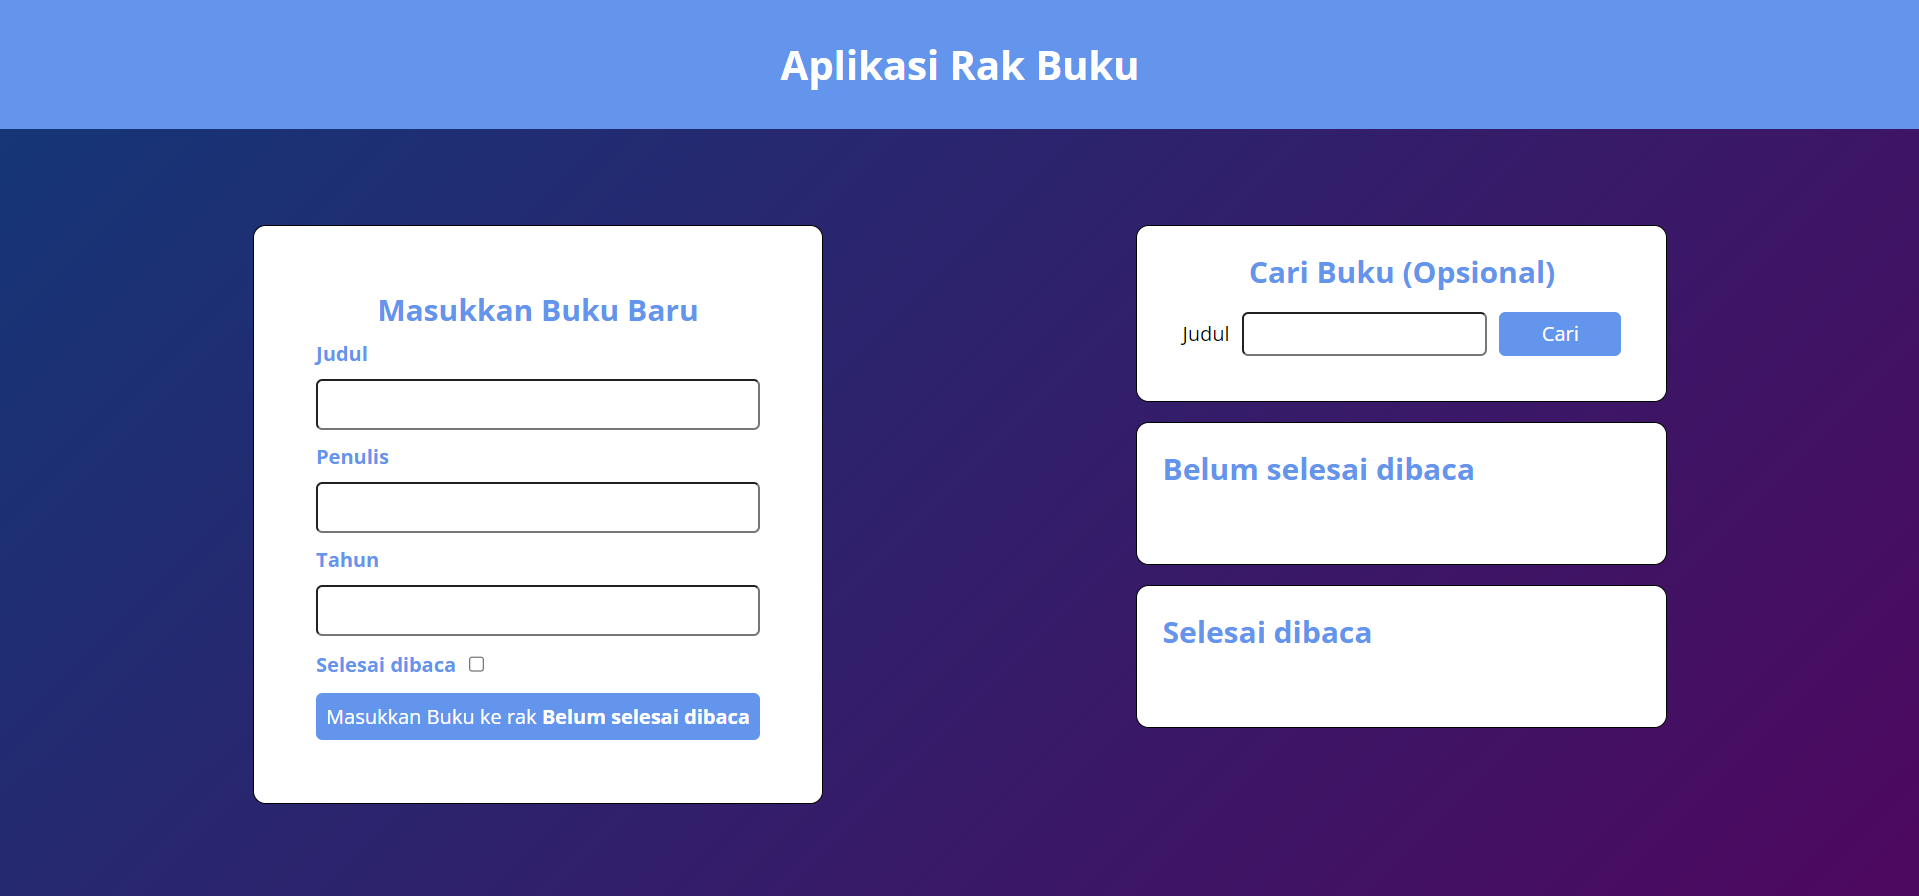 Aplikasi Rak Buku
Masukkan Buku Baru
Judul
Penulis
Tahun
Selesai dibaca
Masukkan Buku ke rak Belum selesai dibaca
Cari Buku (Opsional)
Judul
Cari
Belum selesai dibaca
Selesai dibaca